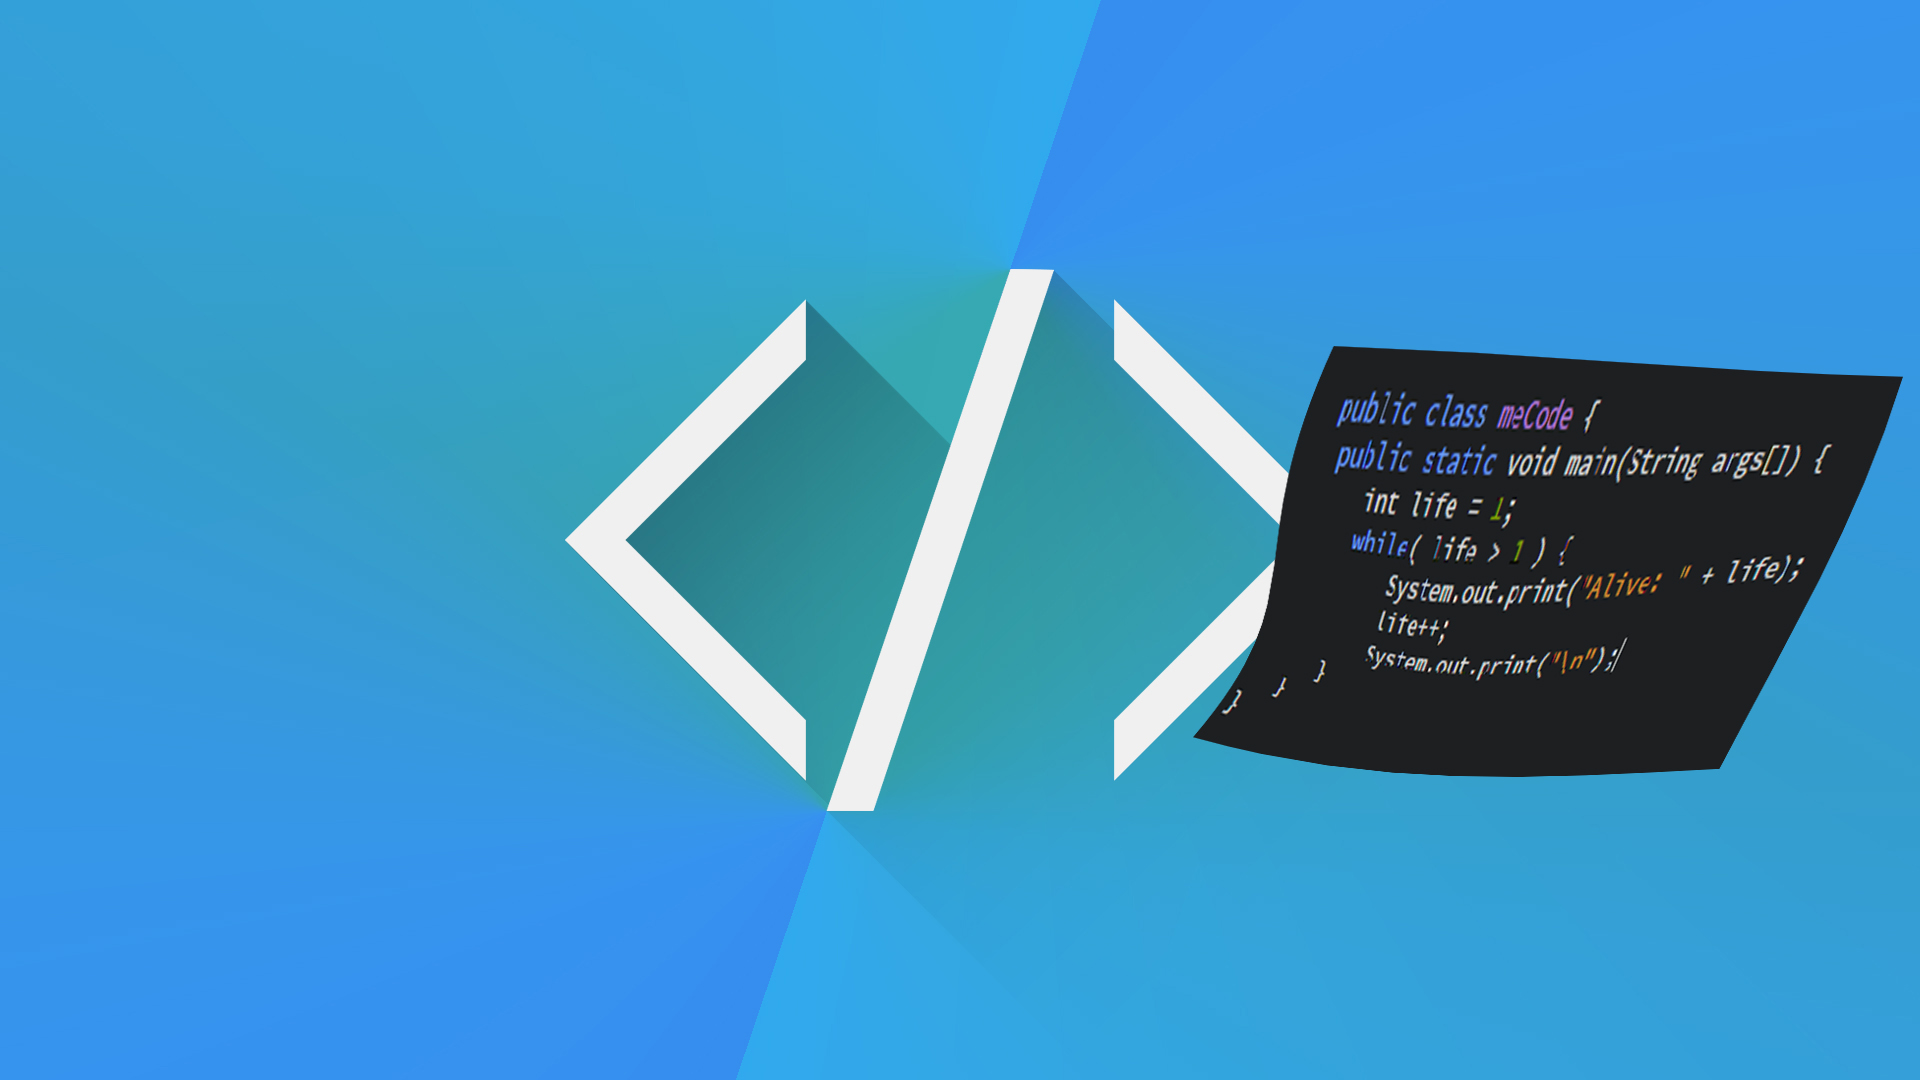 </>
public class meCode {
public static void main(String args[]) {
int life = 1;
while( life > 1 ) {
System.out.print("Alive: " + life);
life++;
System.out.print("\n");
}
}
}